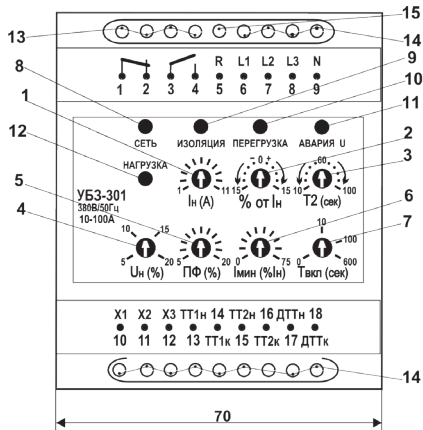 15
13
14
R L1 L2 L3 N
1 2 3 4 5 6 7 8 9
8
9
1
10
12
11
СЕТЬ ИЗОЛЯЦИЯ ПЕРЕГРУЗКА АВАРИЯ U
2
НАГРУЗКА
3
- 0 +
60
1 11 15 15 10 100
Iн (А) % от Iн Т2 (сек)
5
УБЗ-301
380В/50Гц
10-100А
4
6
7
10 15
10
100
5 20 5 20 0 75 0 600
Uн (%) ПФ (%) Iмин (%Iн) Твкл (сек)
X1 X2 X3 ТТ1н 14 ТТ2н 16 ДТТн 18
10 11 12 13 ТТ1к 15 ТТ2к 17 ДТТк
14
70